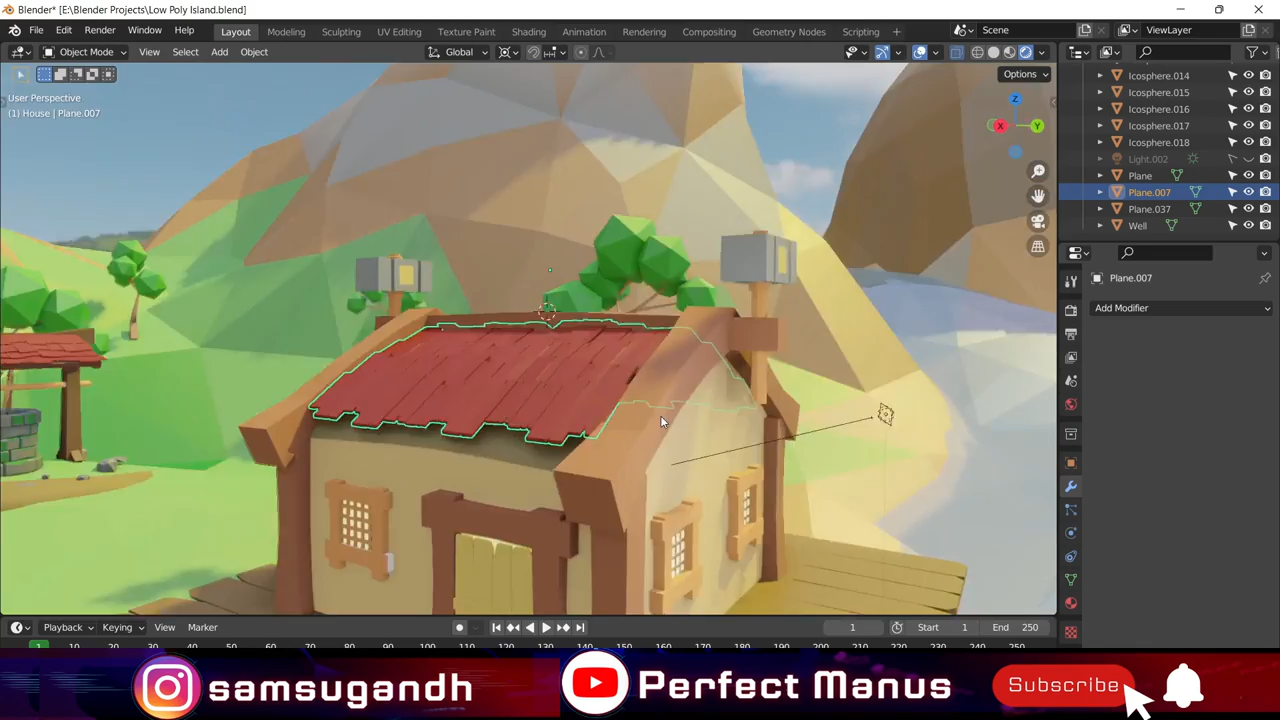 Blender* [E:\Blender Projects\Low Poly Island.blend]
File Edit Render Window Help Layout Modeling Sculpting UV Editing Texture Paint Shading Animation Rendering Compositing Geometry Nodes Scripting + Scene ViewLayer
Object Mode View Select Add Object Global
Options
User Perspective
(1) House | Plane.007
Z
X
Y
Icosphere.014
Icosphere.015
Icosphere.016
Icosphere.017
Icosphere.018
Light.002
Plane
Plane.007
Plane.037
Well
Plane.007
Add Modifier
Playback Keying View Marker 1 Start 1 End 250
1 10 20 30 40 50 60 70 80 90 100 110 120 130 140 150 160 170 180 190 200 210 220 230 240 250
samsugandh Perfect Manus Subscribe